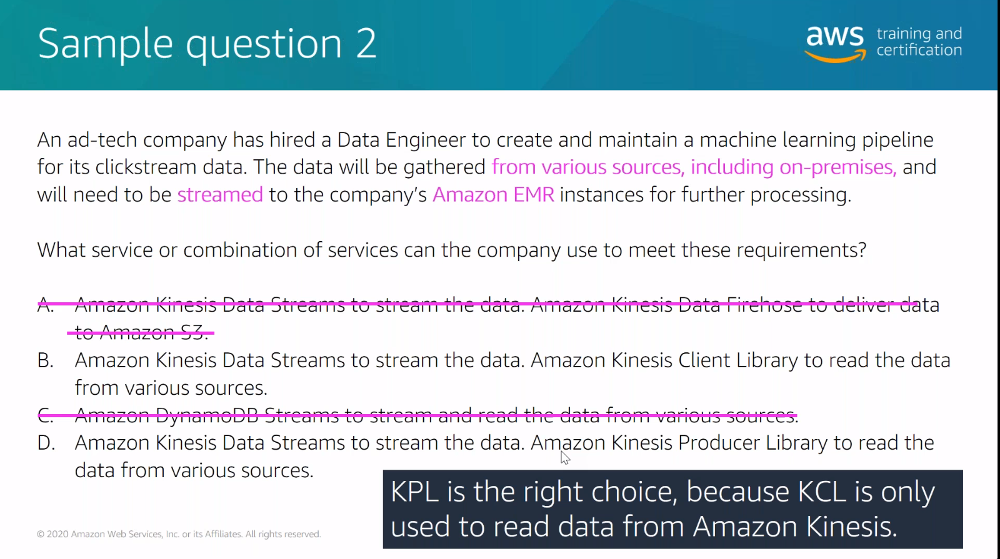 Sample question 2
aws training and
certification
An ad-tech company has hired a Data Engineer to create and maintain a machine learning pipeline
for its clickstream data. The data will be gathered from various sources, including on-premises, and
will need to be streamed to the company's Amazon EMR instances for further processing.
What service or combination of services can the company use to meet these requirements?
A. Amazon Kinesis Data Streams to stream the data. Amazon Kinesis Data Firehose to deliver data
to Amazon S3.
B. Amazon Kinesis Data Streams to stream the data. Amazon Kinesis Client Library to read the data
from various sources.
C. Amazon DynamoDB Streams to stream and read the data from various sources.
D. Amazon Kinesis Data Streams to stream the data. Amazon Kinesis Producer Library to read the
data from various sources.
KPL is the right choice, because KCL is only
used to read data from Amazon Kinesis.
© 2020 Amazon Web Services, Inc. or its Affiliates. All rights reserved.